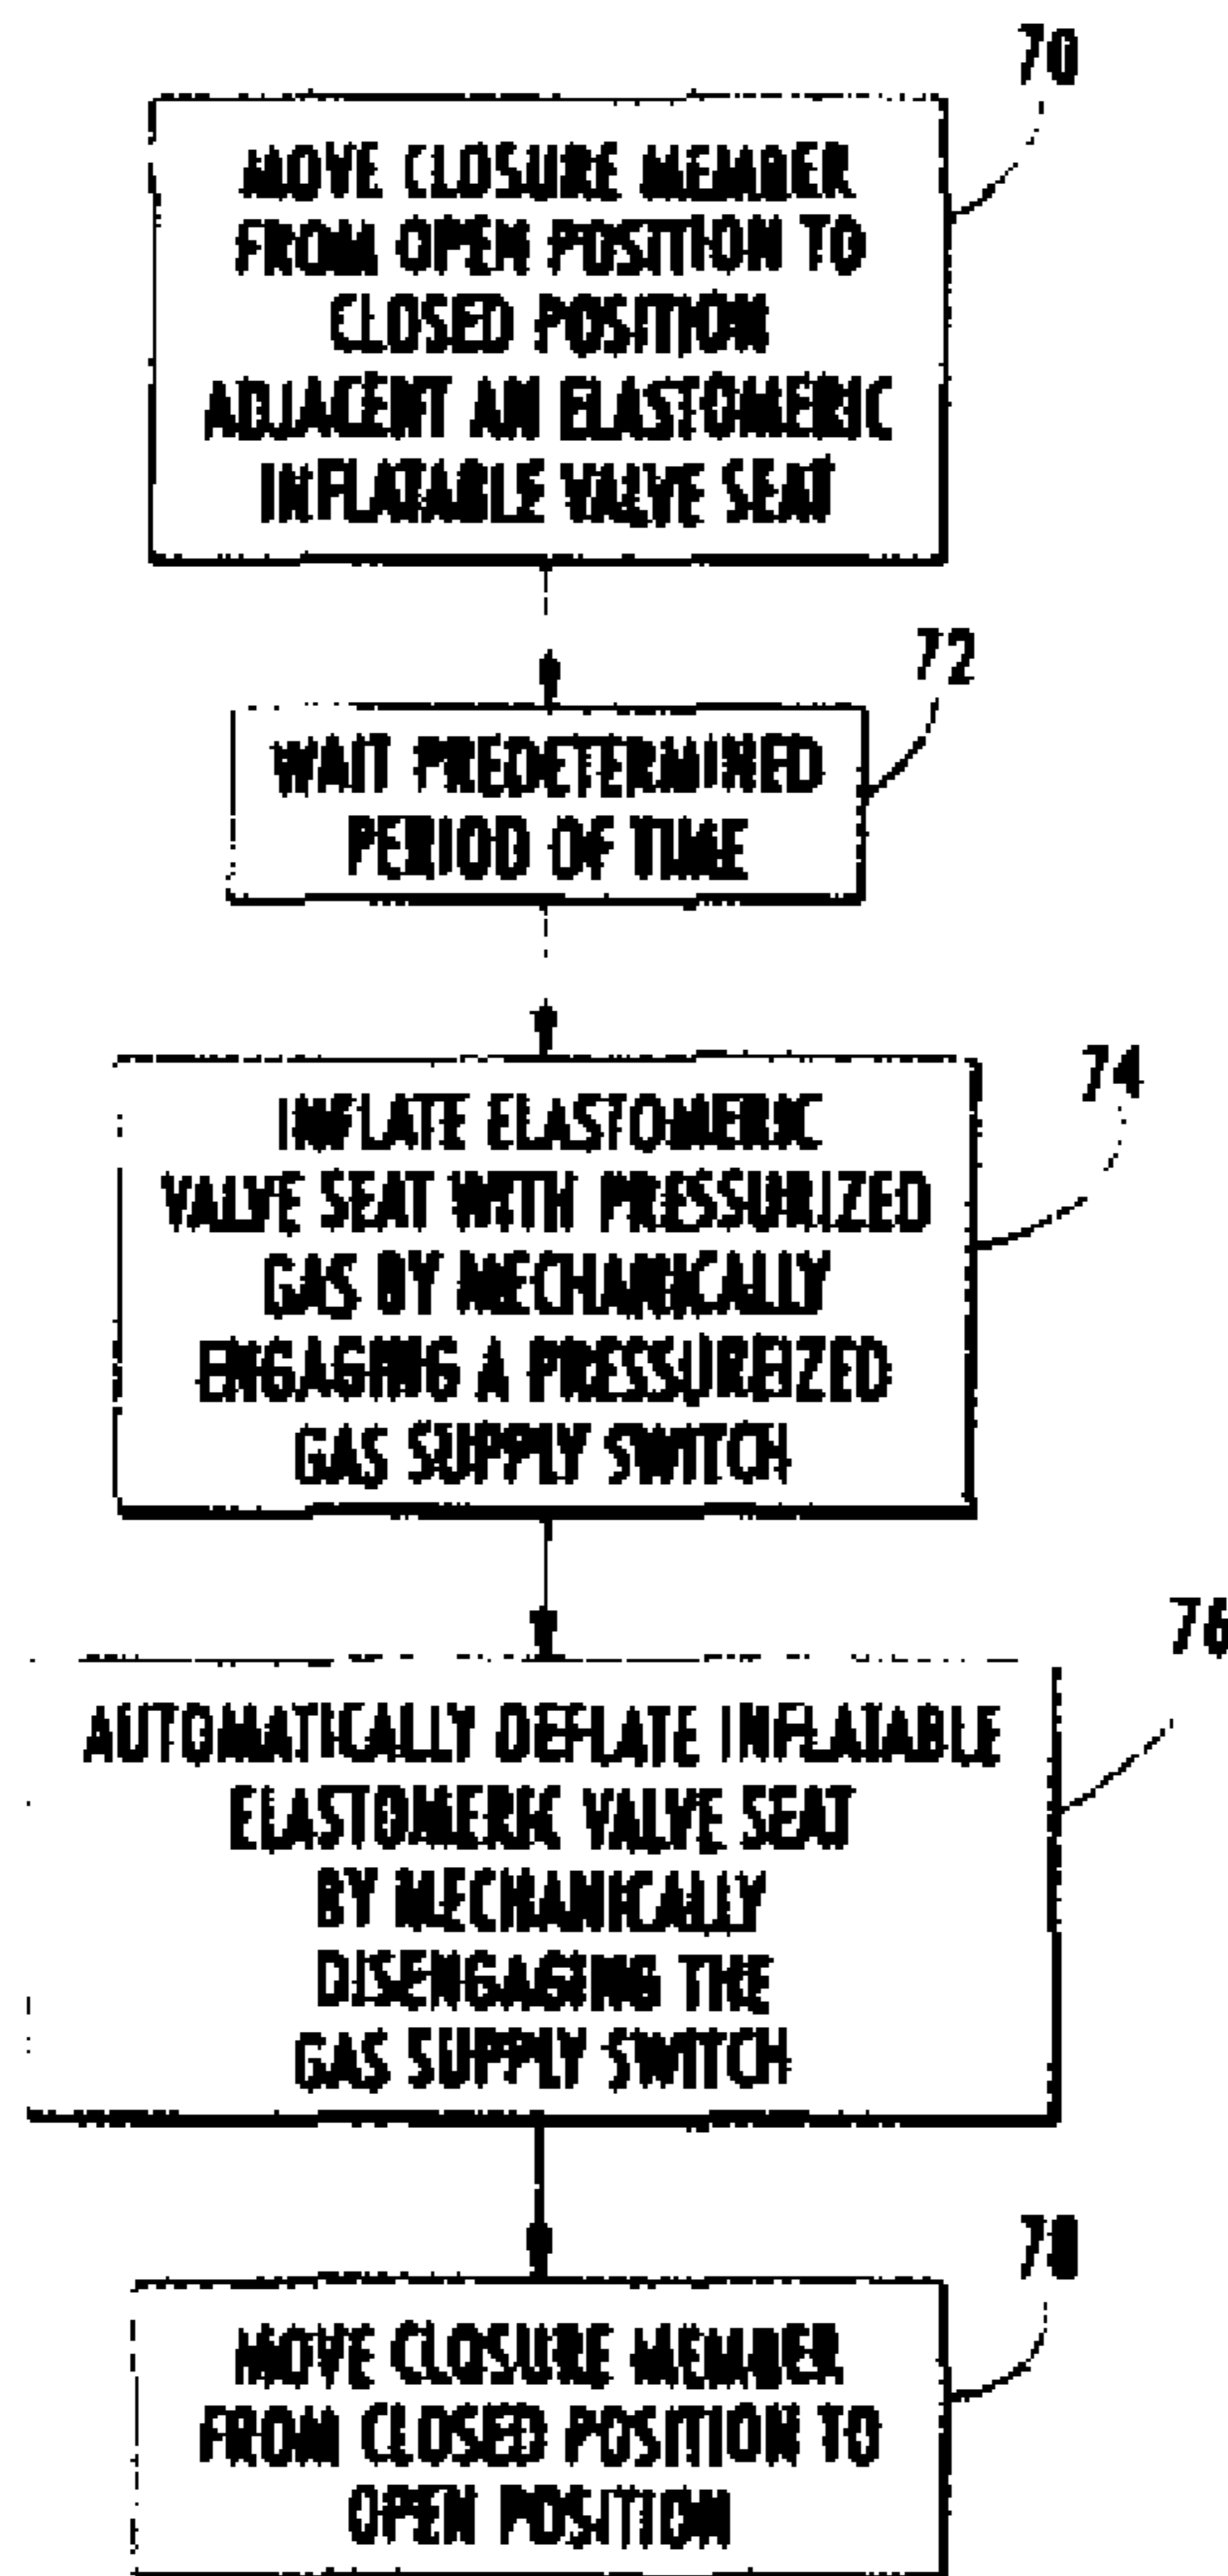 70
MOVE CLOSURE MEMBER
FROM OPEN POSITION TO
CLOSED POSITION
ADJACENT AN ELASTOMERIC
INFLATABLE VALVE SEAT
72
WAIT PREDETERMINED
PERIOD OF TIME
74
INFLATE ELASTOMERIC
VALVE SEAT WITH PRESSURIZED
GAS BY MECHANICALLY
ENGAGING A PRESSUREIZED
GAS SUPPLY SWITCH
76
AUTOMATICALLY DEFLATE INFLATABLE
ELASTOMERIC VALVE SEAT
BY MECHANICALLY
DISENGAGING THE
GAS SUPPLY SWITCH
78
MOVE CLOSURE MEMBER
FROM CLOSED POSITION TO
OPEN POSITION